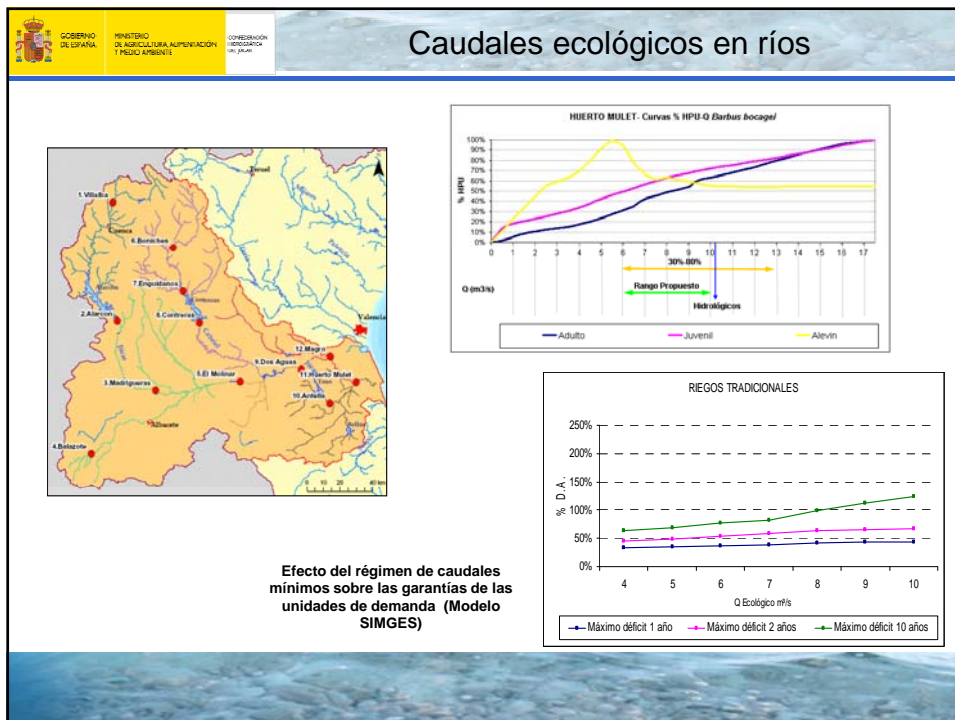 GOBIERNO
DE ESPAÑA
MINISTERIO
DE AGRICULTURA, ALIMENTACIÓN
Y MEDIO AMBIENTE
CONFEDERACIÓN
HIDROGRÁFICA
DEL JÚCAR
Caudales ecológicos en ríos
Teruel
1.Villalba
Cuenca
6.Boniches
7.Enguidanos
2.Alarcon
8.Contreras
Valencia
12.Magro
9.Dos Aguas
5.El Molinar
11.Huerto Mulet
3.Madrigueras
10.Antella
Albacete
4.Balazote
0 10 20 40 km
HUERTO MULET- Curvas % HPU-Q Barbus bocagei
% HPU
100%
90%
80%
70%
60%
50%
40%
30%
20%
10%
0%
0 1 2 3 4 5 6 7 8 9 10 11 12 13 14 15 16 17
30%-80%
Rango Propuesto
Q (m3/s)
Hidrológicos
Adulto Juvenil Alevin
RIEGOS TRADICIONALES
% D.A.
250%
200%
150%
100%
50%
0%
4 5 6 7 8 9 10
Q Ecológico m³/s
Máximo déficit 1 año Máximo déficit 2 años Máximo déficit 10 años
Efecto del régimen de caudales
mínimos sobre las garantías de las
unidades de demanda (Modelo
SIMGES)